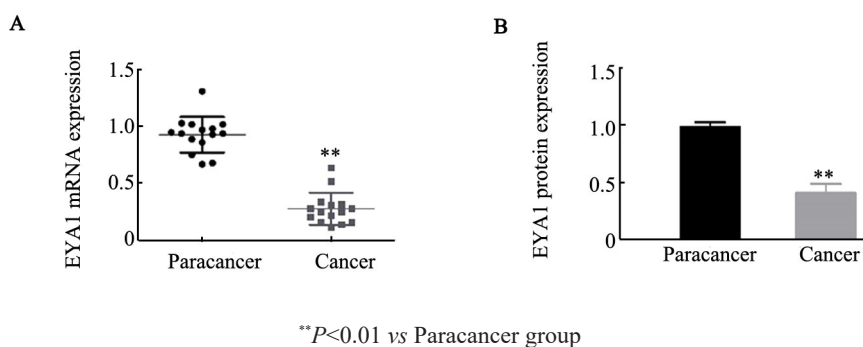 A
EYA1 mRNA expression
1.5
1.0
0.5
0
**
Paracancer
Cancer
B
EYA1 protein expression
1.5
1.0
0.5
0
**
Paracancer
Cancer
**P<0.01 vs Paracancer group